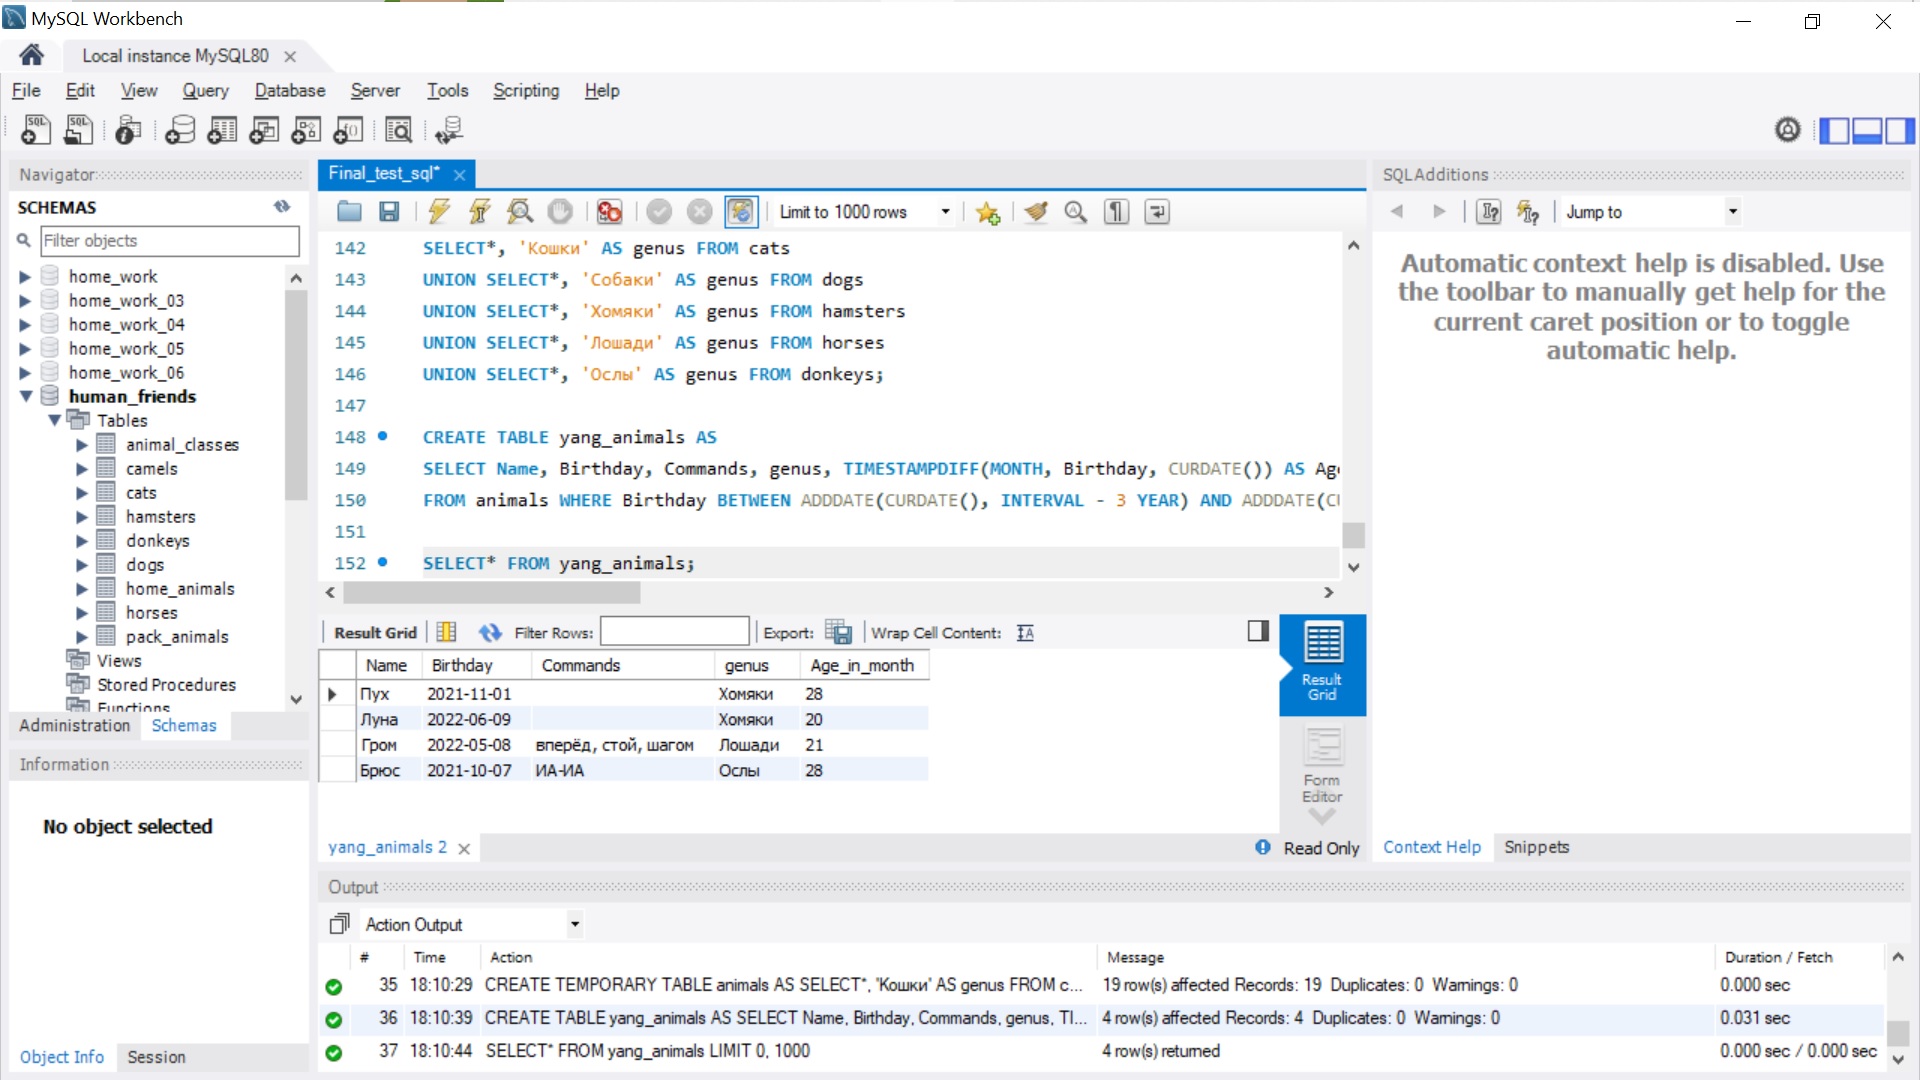 MySQL Workbench
Local instance MySQL80
File Edit View Query Database Server Tools Scripting Help
Navigator
SCHEMAS
Filter objects
home_work
home_work_03
home_work_04
home_work_05
home_work_06
human_friends
Tables
animal_classes
camels
cats
hamsters
donkeys
dogs
home_animals
horses
pack_animals
Views
Stored Procedures
Functions
Administration Schemas
Information
No object selected
Object Info Session
Final_test_sql*
Limit to 1000 rows
142 SELECT*, 'Кошки' AS genus FROM cats
143 UNION SELECT*, 'Собаки' AS genus FROM dogs
144 UNION SELECT*, 'Хомяки' AS genus FROM hamsters
145 UNION SELECT*, 'Лошади' AS genus FROM horses
146 UNION SELECT*, 'Ослы' AS genus FROM donkeys;
147
148 CREATE TABLE yang_animals AS
149 SELECT Name, Birthday, Commands, genus, TIMESTAMPDIFF(MONTH, Birthday, CURDATE()) AS Ag
150 FROM animals WHERE Birthday BETWEEN ADDDATE(CURDATE(), INTERVAL - 3 YEAR) AND ADDDATE(CU
151
152 SELECT* FROM yang_animals;
Result Grid Filter Rows: Export: Wrap Cell Content:
Name Birthday Commands genus Age_in_month
Пух 2021-11-01 Хомяки 28
Луна 2022-06-09 Хомяки 20
Гром 2022-05-08 вперёд, стой, шагом Лошади 21
Брюс 2021-10-07 ИА-ИА Ослы 28
Result Grid
Form Editor
yang_animals 2
Read Only
SQLAdditions
Jump to
Automatic context help is disabled. Use
the toolbar to manually get help for the
current caret position or to toggle
automatic help.
Context Help Snippets
Output
Action Output
# Time Action Message Duration / Fetch
35 18:10:29 CREATE TEMPORARY TABLE animals AS SELECT*, 'Кошки' AS genus FROM c... 19 row(s) affected Records: 19 Duplicates: 0 Warnings: 0 0.000 sec
36 18:10:39 CREATE TABLE yang_animals AS SELECT Name, Birthday, Commands, genus, TI... 4 row(s) affected Records: 4 Duplicates: 0 Warnings: 0 0.031 sec
37 18:10:44 SELECT* FROM yang_animals LIMIT 0, 1000 4 row(s) returned 0.000 sec / 0.000 sec